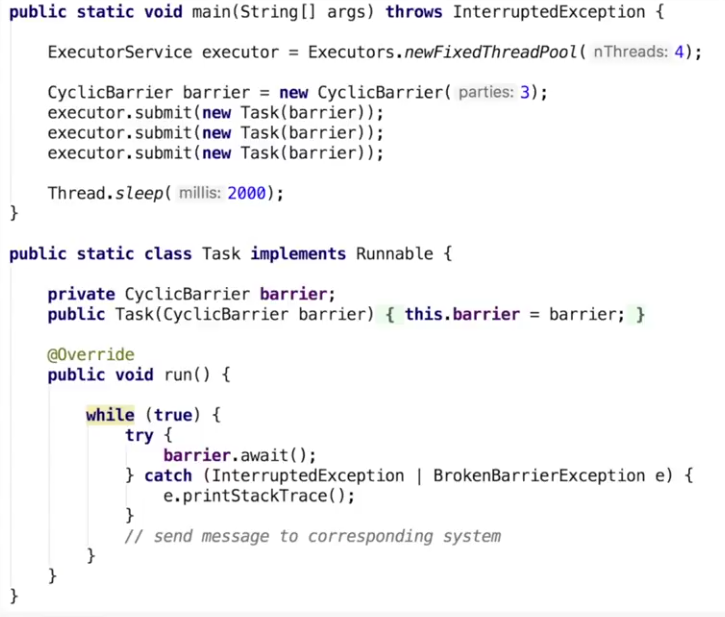 public static void main(String[] args) throws InterruptedException {
ExecutorService executor = Executors.newFixedThreadPool( nThreads: 4);
CyclicBarrier barrier = new CyclicBarrier( parties: 3);
executor.submit(new Task(barrier));
executor.submit(new Task(barrier));
executor.submit(new Task(barrier));
Thread.sleep( millis: 2000);
}
public static class Task implements Runnable {
private CyclicBarrier barrier;
public Task(CyclicBarrier barrier) { this.barrier = barrier; }
@Override
public void run() {
while (true) {
try {
barrier.await();
} catch (InterruptedException | BrokenBarrierException e) {
e.printStackTrace();
}
// send message to corresponding system
}
}
}